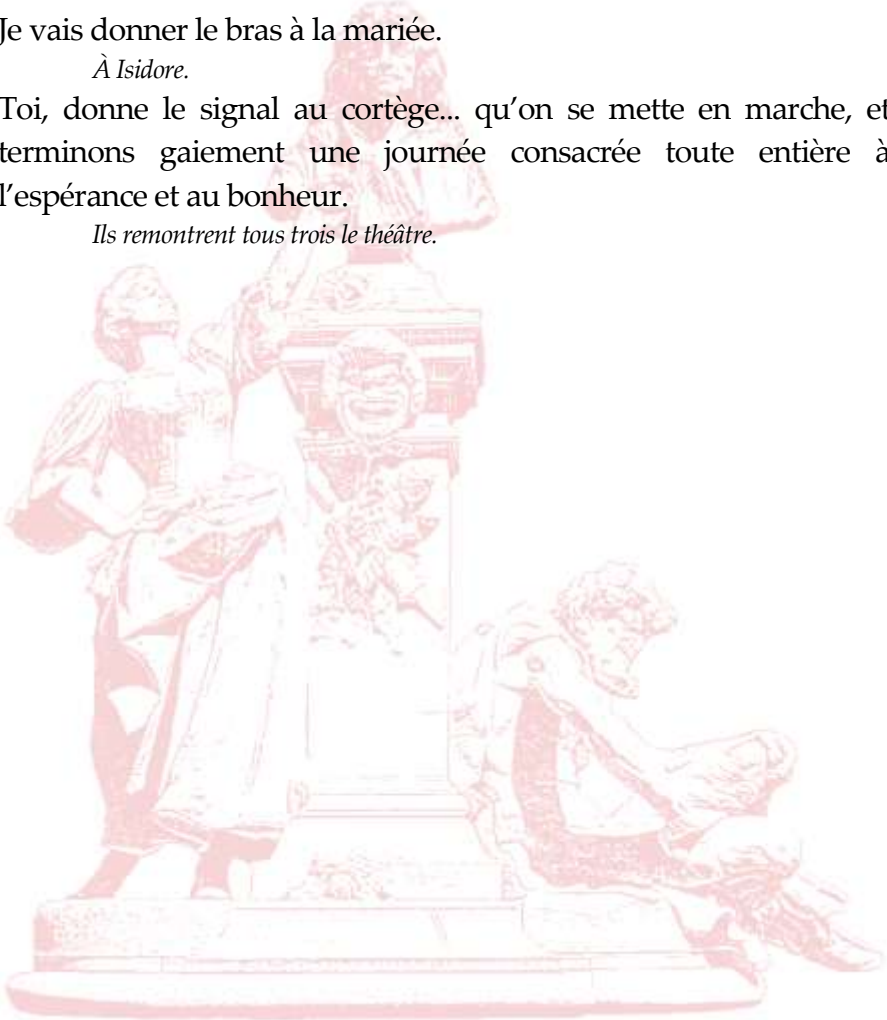 Je vais donner le bras à la mariée.
À Isidore.
Toi, donne le signal au cortège... qu’on se mette en marche, et
terminons gaiement une journée consacrée toute entière à
l’espérance et au bonheur.
Ils remontrent tous trois le théâtre.